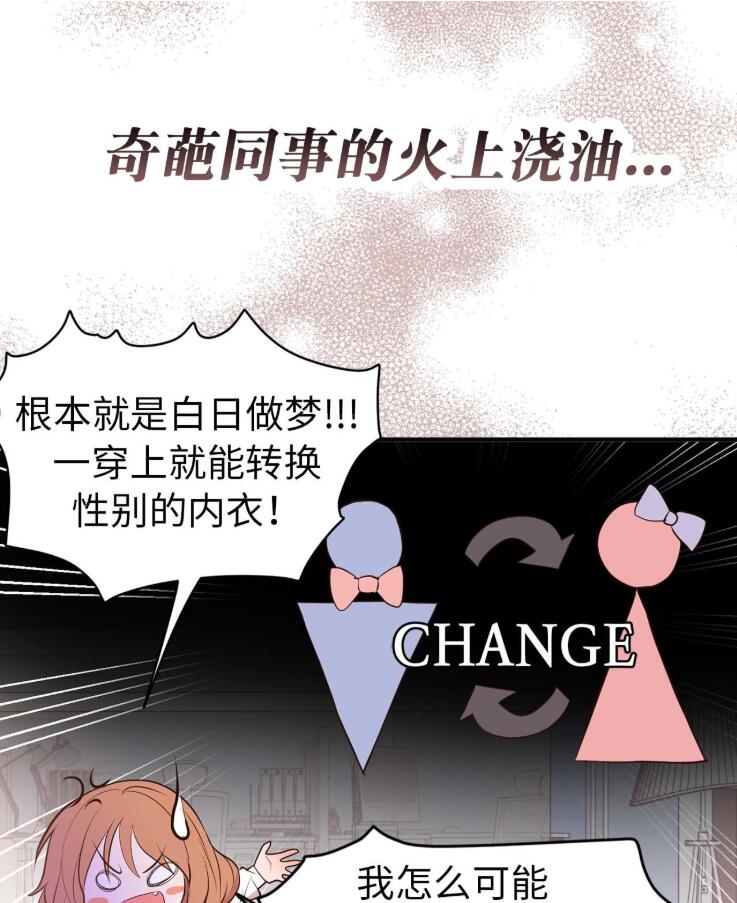 奇葩同事的火上浇油...
根本就是白日做梦!!!
一穿上就能转换
性别的内衣！
CHANGE
我怎么可能